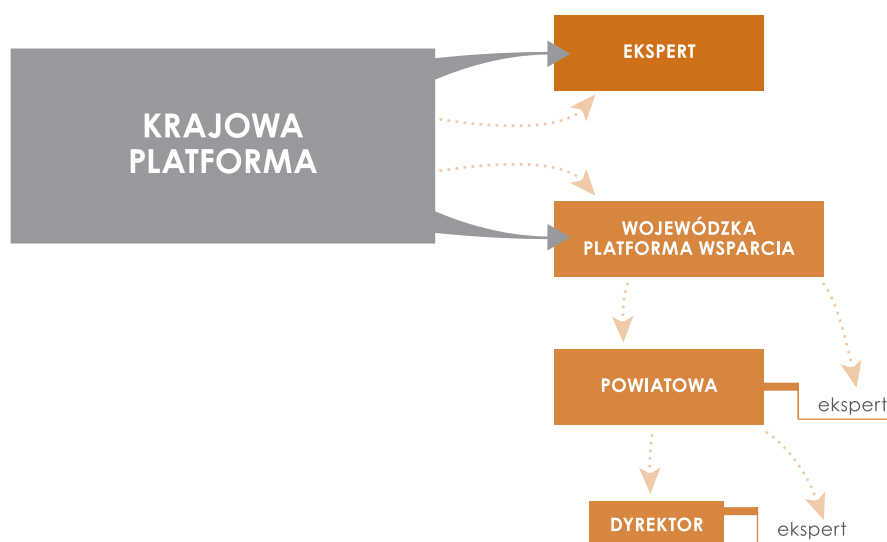 KRAJOWA
PLATFORMA
EKSPERT
WOJEWÓDZKA
PLATFORMA WSPARCIA
POWIATOWA
ekspert
DYREKTOR
ekspert